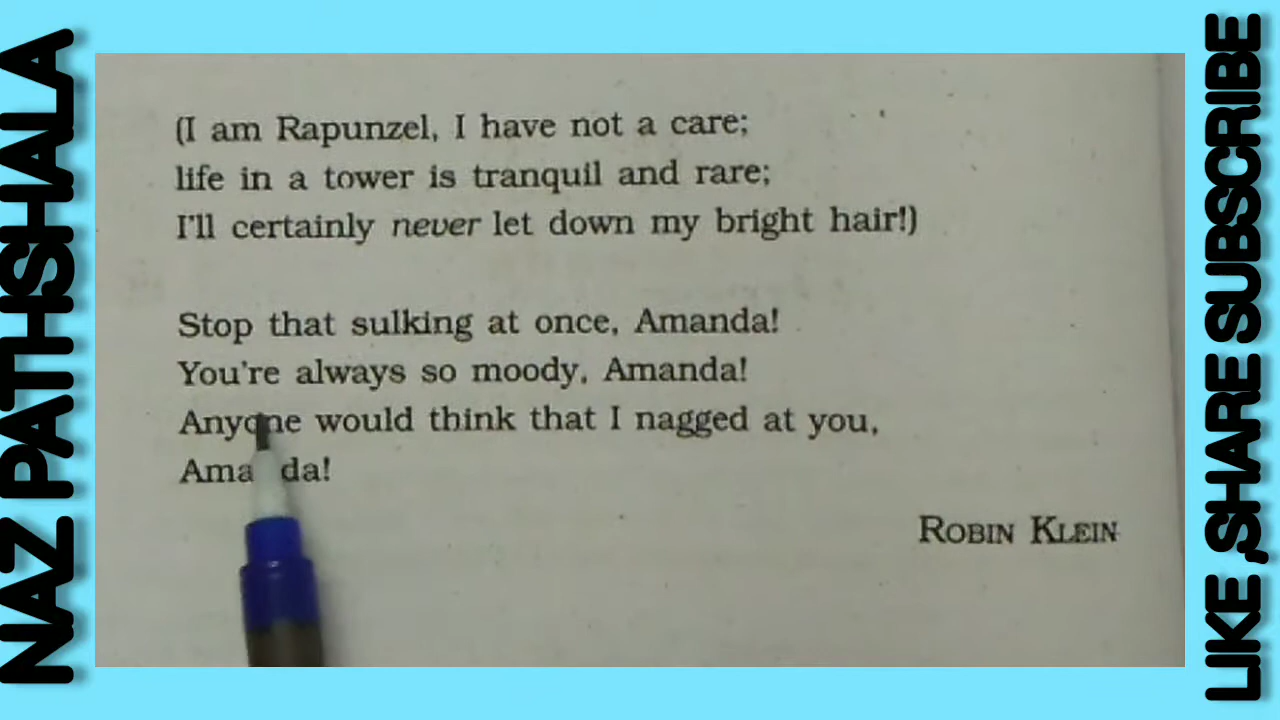 NAZ PATHSHALA
(I am Rapunzel, I have not a care;
life in a tower is tranquil and rare;
I'll certainly never let down my bright hair!)
Stop that sulking at once, Amanda!
You're always so moody, Amanda!
Anyone would think that I nagged at you,
Amanda!
ROBIN KLEIN
LIKE ,SHARE SUBSCRIBE